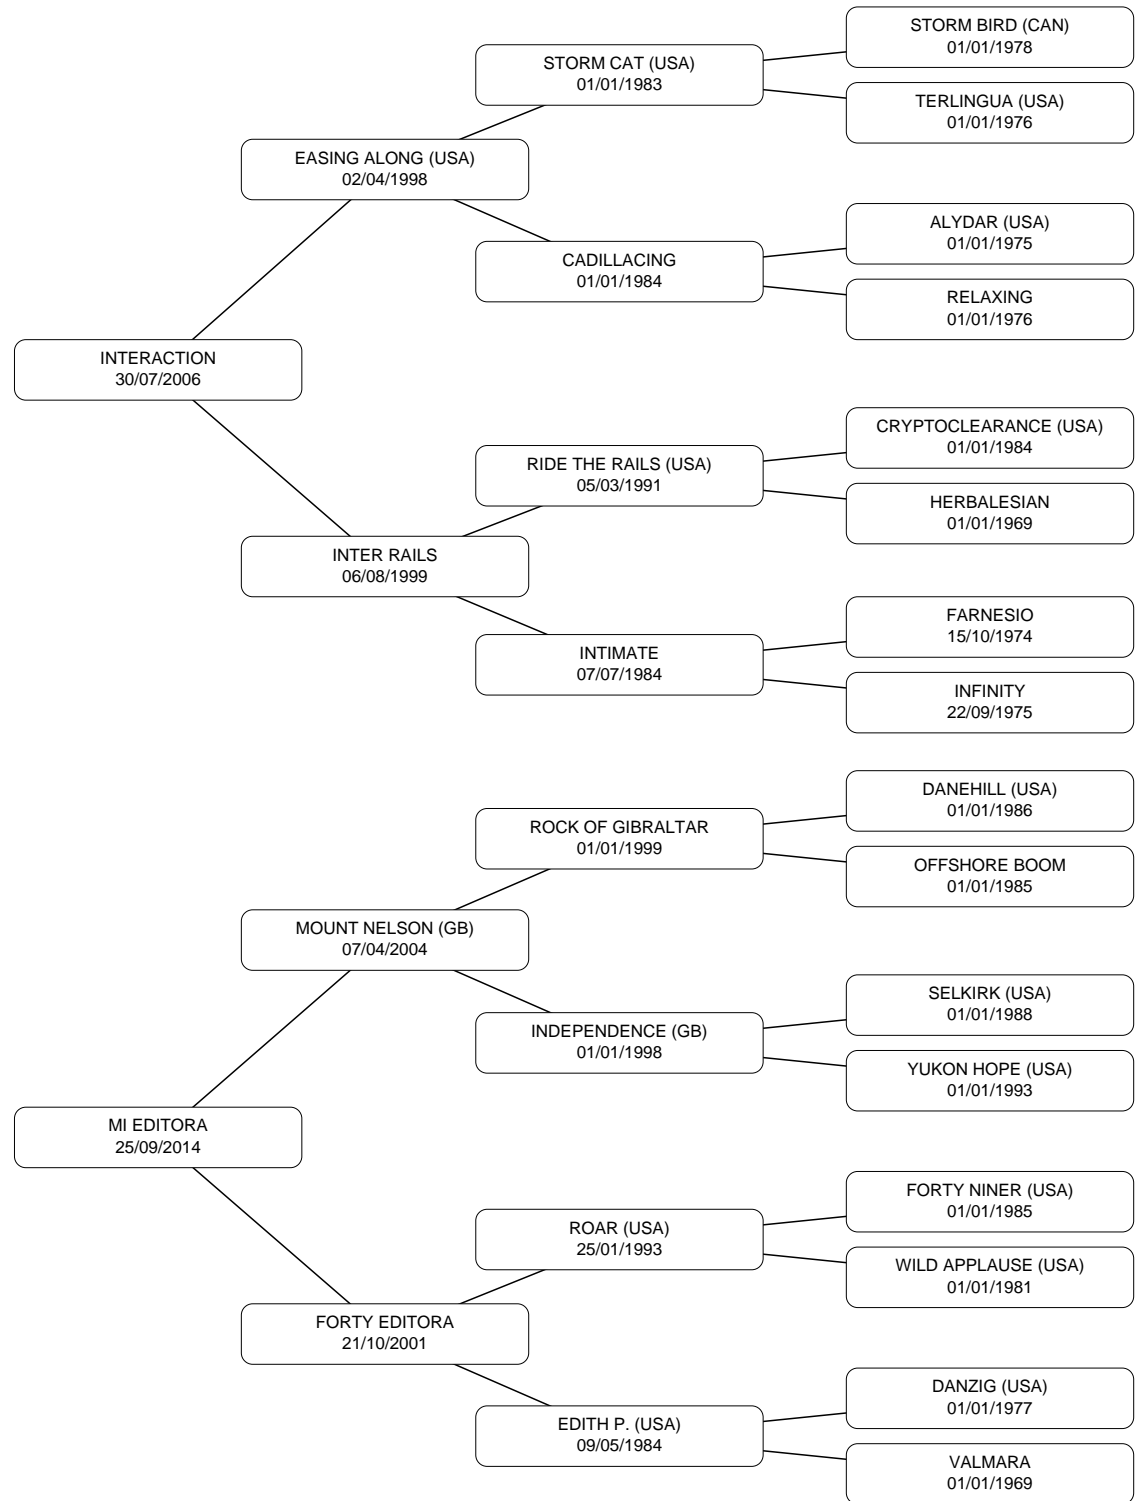 STORM BIRD (CAN)
01/01/1978
STORM CAT (USA)
01/01/1983
TERLINGUA (USA)
01/01/1976
EASING ALONG (USA)
02/04/1998
ALYDAR (USA)
01/01/1975
CADILLACING
01/01/1984
RELAXING
01/01/1976
INTERACTION
30/07/2006
CRYPTOCLEARANCE (USA)
01/01/1984
RIDE THE RAILS (USA)
05/03/1991
HERBALESIAN
01/01/1969
INTER RAILS
06/08/1999
FARNESIO
15/10/1974
INTIMATE
07/07/1984
INFINITY
22/09/1975
DANEHILL (USA)
01/01/1986
ROCK OF GIBRALTAR
01/01/1999
OFFSHORE BOOM
01/01/1985
MOUNT NELSON (GB)
07/04/2004
SELKIRK (USA)
01/01/1988
INDEPENDENCE (GB)
01/01/1998
YUKON HOPE (USA)
01/01/1993
MI EDITORA
25/09/2014
FORTY NINER (USA)
01/01/1985
ROAR (USA)
25/01/1993
WILD APPLAUSE (USA)
01/01/1981
FORTY EDITORA
21/10/2001
DANZIG (USA)
01/01/1977
EDITH P. (USA)
09/05/1984
VALMARA
01/01/1969